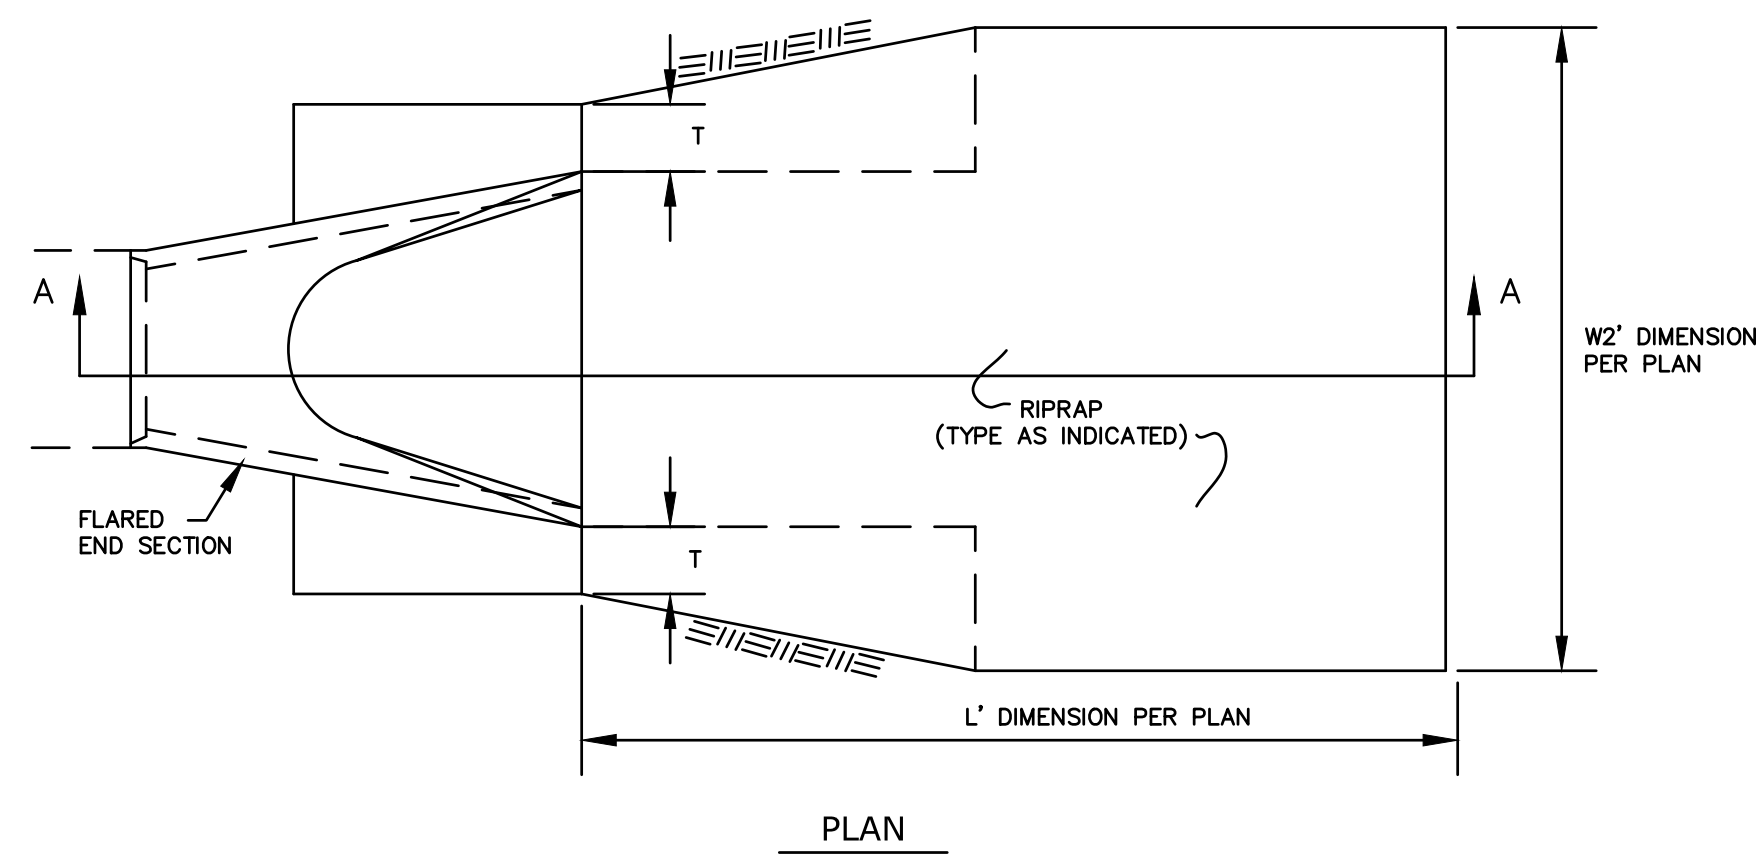 T
A
A
W2' DIMENSION
PER PLAN
RIPRAP
(TYPE AS INDICATED)
FLARED
END SECTION
T
L' DIMENSION PER PLAN
PLAN